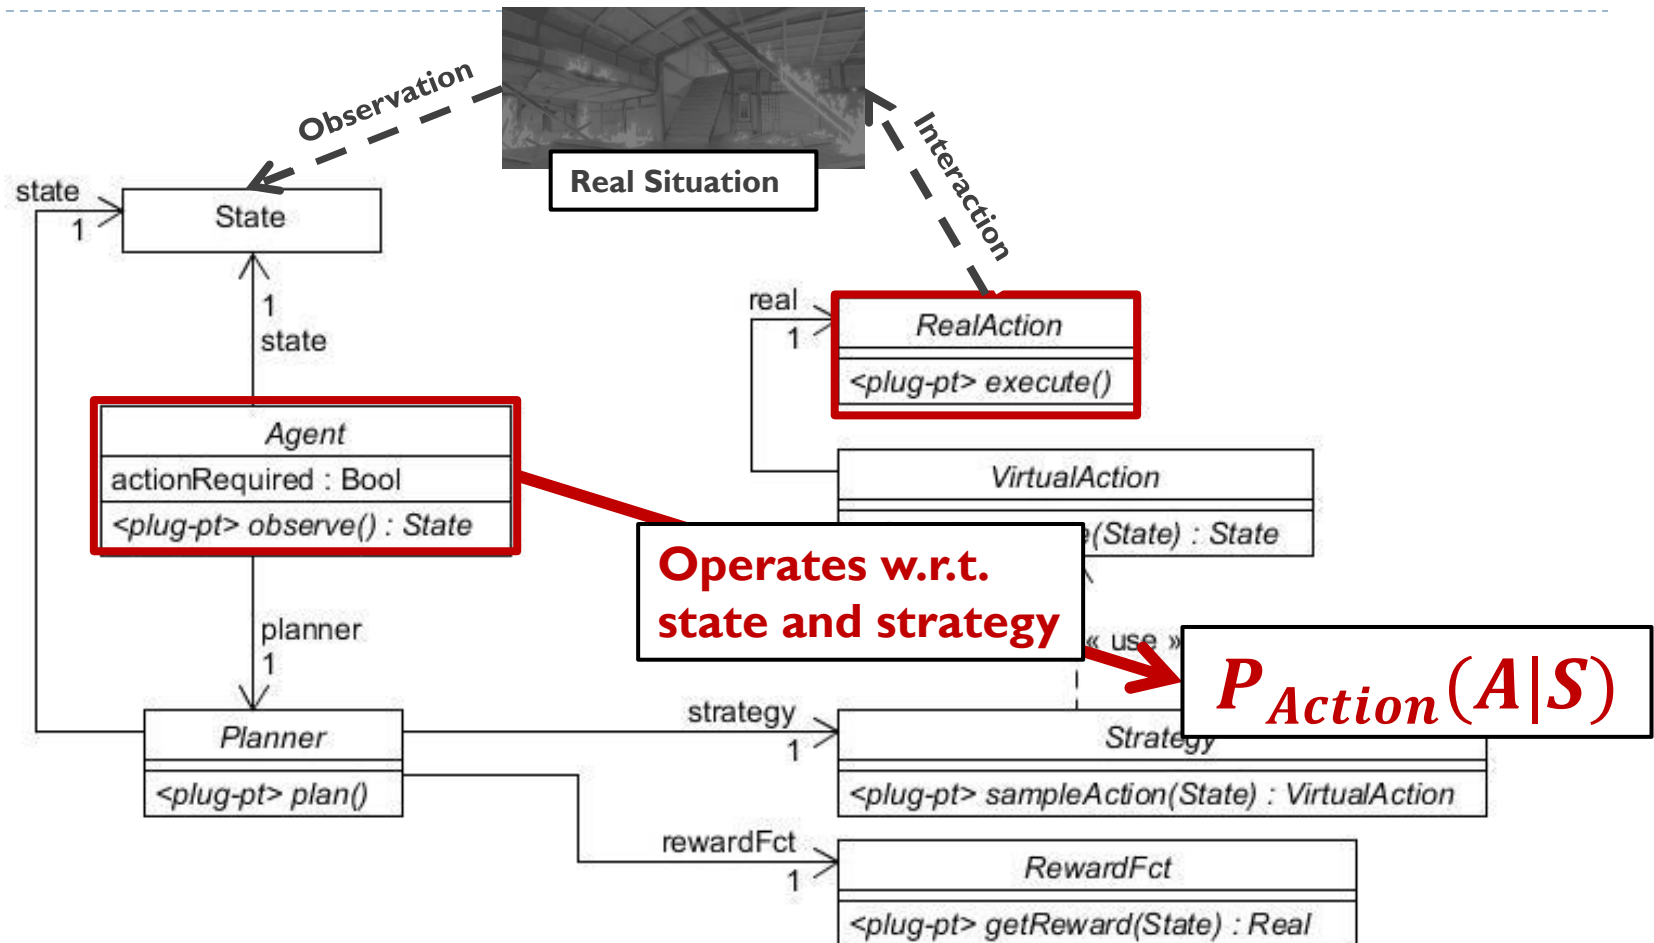 Observation
Real Situation
Interaction
state
1
State
1
state
real
1
RealAction
<plug-pt> execute()
Agent
actionRequired : Bool
<plug-pt> observe() : State
VirtualAction
(State) : State
Operates w.r.t.
state and strategy
planner
1
« use »
P_Action(A|S)
Planner
<plug-pt> plan()
strategy
1
Strategy
<plug-pt> sampleAction(State) : VirtualAction
rewardFct
1
RewardFct
<plug-pt> getReward(State) : Real